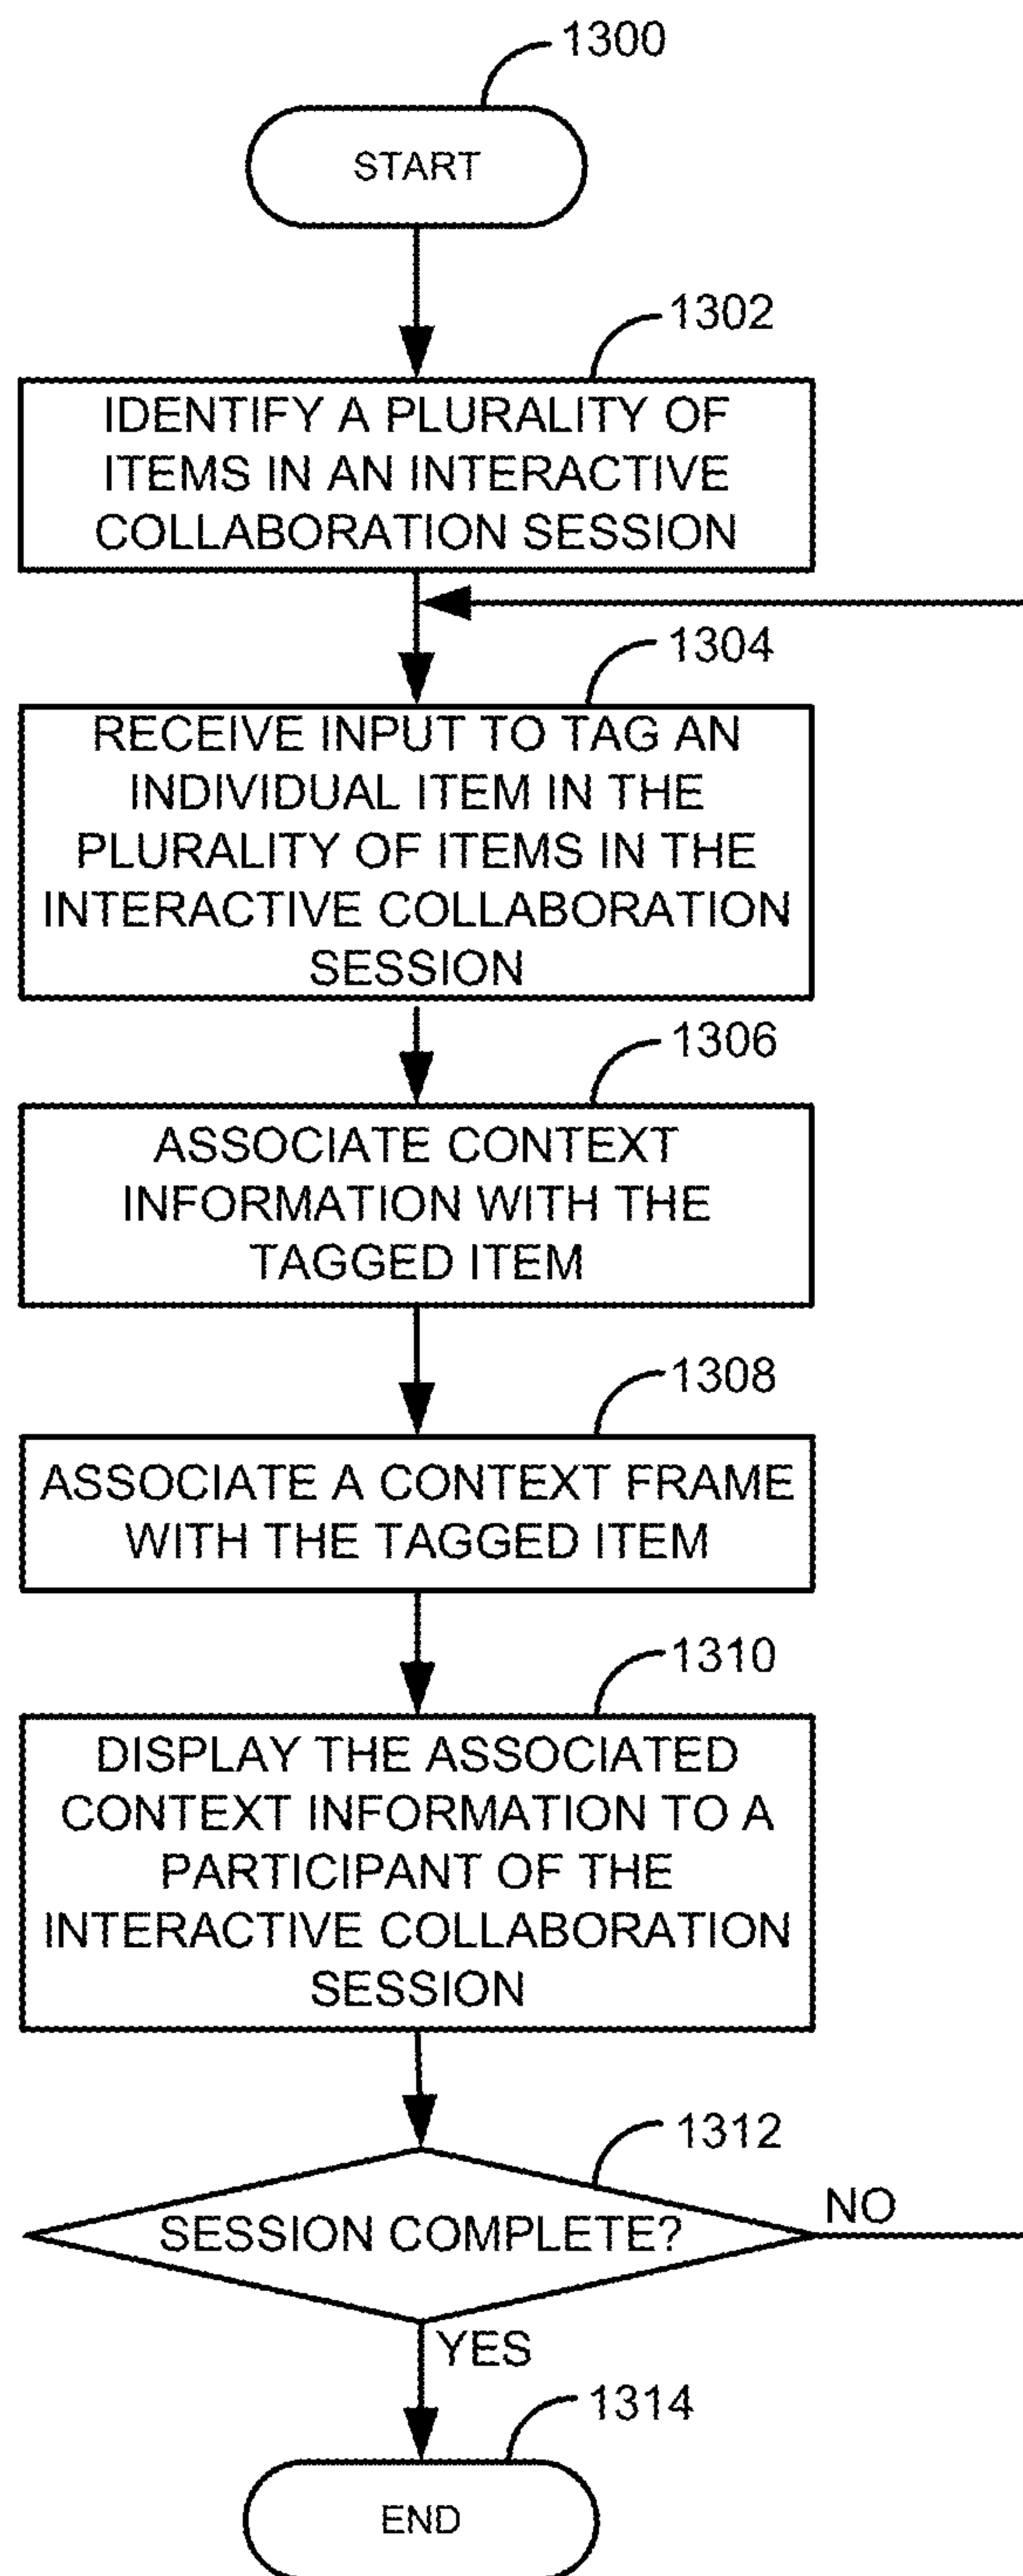 1300
START
1302
IDENTIFY A PLURALITY OF
ITEMS IN AN INTERACTIVE
COLLABORATION SESSION
1304
RECEIVE INPUT TO TAG AN
INDIVIDUAL ITEM IN THE
PLURALITY OF ITEMS IN THE
INTERACTIVE COLLABORATION
SESSION
1306
ASSOCIATE CONTEXT
INFORMATION WITH THE
TAGGED ITEM
1308
ASSOCIATE A CONTEXT FRAME
WITH THE TAGGED ITEM
1310
DISPLAY THE ASSOCIATED
CONTEXT INFORMATION TO A
PARTICIPANT OF THE
INTERACTIVE COLLABORATION
SESSION
1312
SESSION COMPLETE?
NO
YES
1314
END